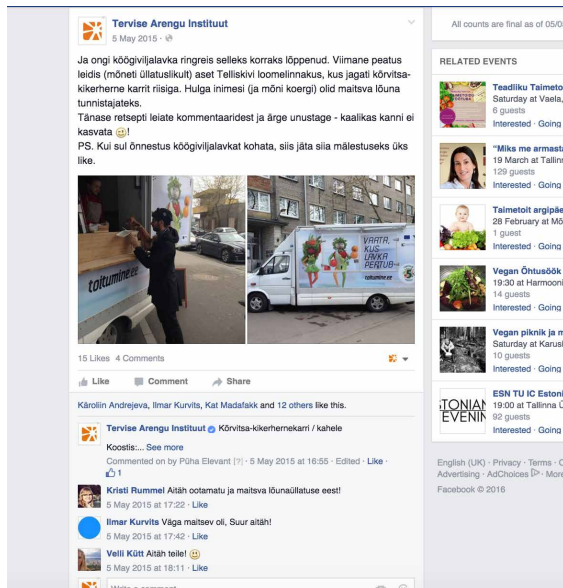 Tervise Arengu Instituut
5 May 2015 ·
Ja ongi köögiviljalavka ringreis selleks korraks lõppenud. Viimane peatus
leidis (mõneti üllatuslikult) aset Telliskivi loomelinnakus, kus jagati kõrvitsa-
kikerherne karrit riisiga. Hulga inimesi (ja mõni koergi) olid maitsva lõuna
tunnistajateks.
Tänase retsepti leiate kommentaaridest ja ärge unustage - kaalikas kanni ei
kasvata 😀!
PS. Kui sul õnnestus köögiviljalavkat kohata, siis jäta siia mälestuseks üks
like.
toitumine.ee
VAATA,
KUS
LAVKA
PEATUB
toitumine.ee
15 Likes 4 Comments
Like Comment Share
Käroliin Andrejeva, Ilmar Kurvits, Kat Madafakk and 12 others like this.
Tervise Arengu Instituut Kõrvitsa-kikerhernekarri / kahele
Koostis:... See more
Commented on by Püha Elevant [?] · 5 May 2015 at 16:55 · Edited · Like ·
1
Kristi Rummel Aitäh ootamatu ja maitsva lõunaüllatuse eest!
5 May 2015 at 17:22 · Like
Ilmar Kurvits Väga maitsev oli, Suur aitäh!
5 May 2015 at 17:42 · Like
Velli Kütt Aitäh teile! 😀
5 May 2015 at 18:11 · Like
Write a comment
All counts are final as of 05/0
RELATED EVENTS
Teadliku Taimeto
Saturday at Vaela,
6 guests
Interested · Going
"Miks me armasta
19 March at Tallinn
129 guests
Interested · Going
Taimetoit argipäe
28 February at Mõ
1 guest
Interested · Going
Vegan Õhtusöök
19:30 at Harmooni
14 guests
Interested · Going
Vegan piknik ja m
Saturday at Karusk
10 guests
Interested · Going
TONIAN
EVENIN
ESN TU IC Estoni
19:00 at Tallinna Ü
92 guests
Interested · Going
English (UK) · Privacy · Terms · C
Advertising · AdChoices · More
Facebook © 2016